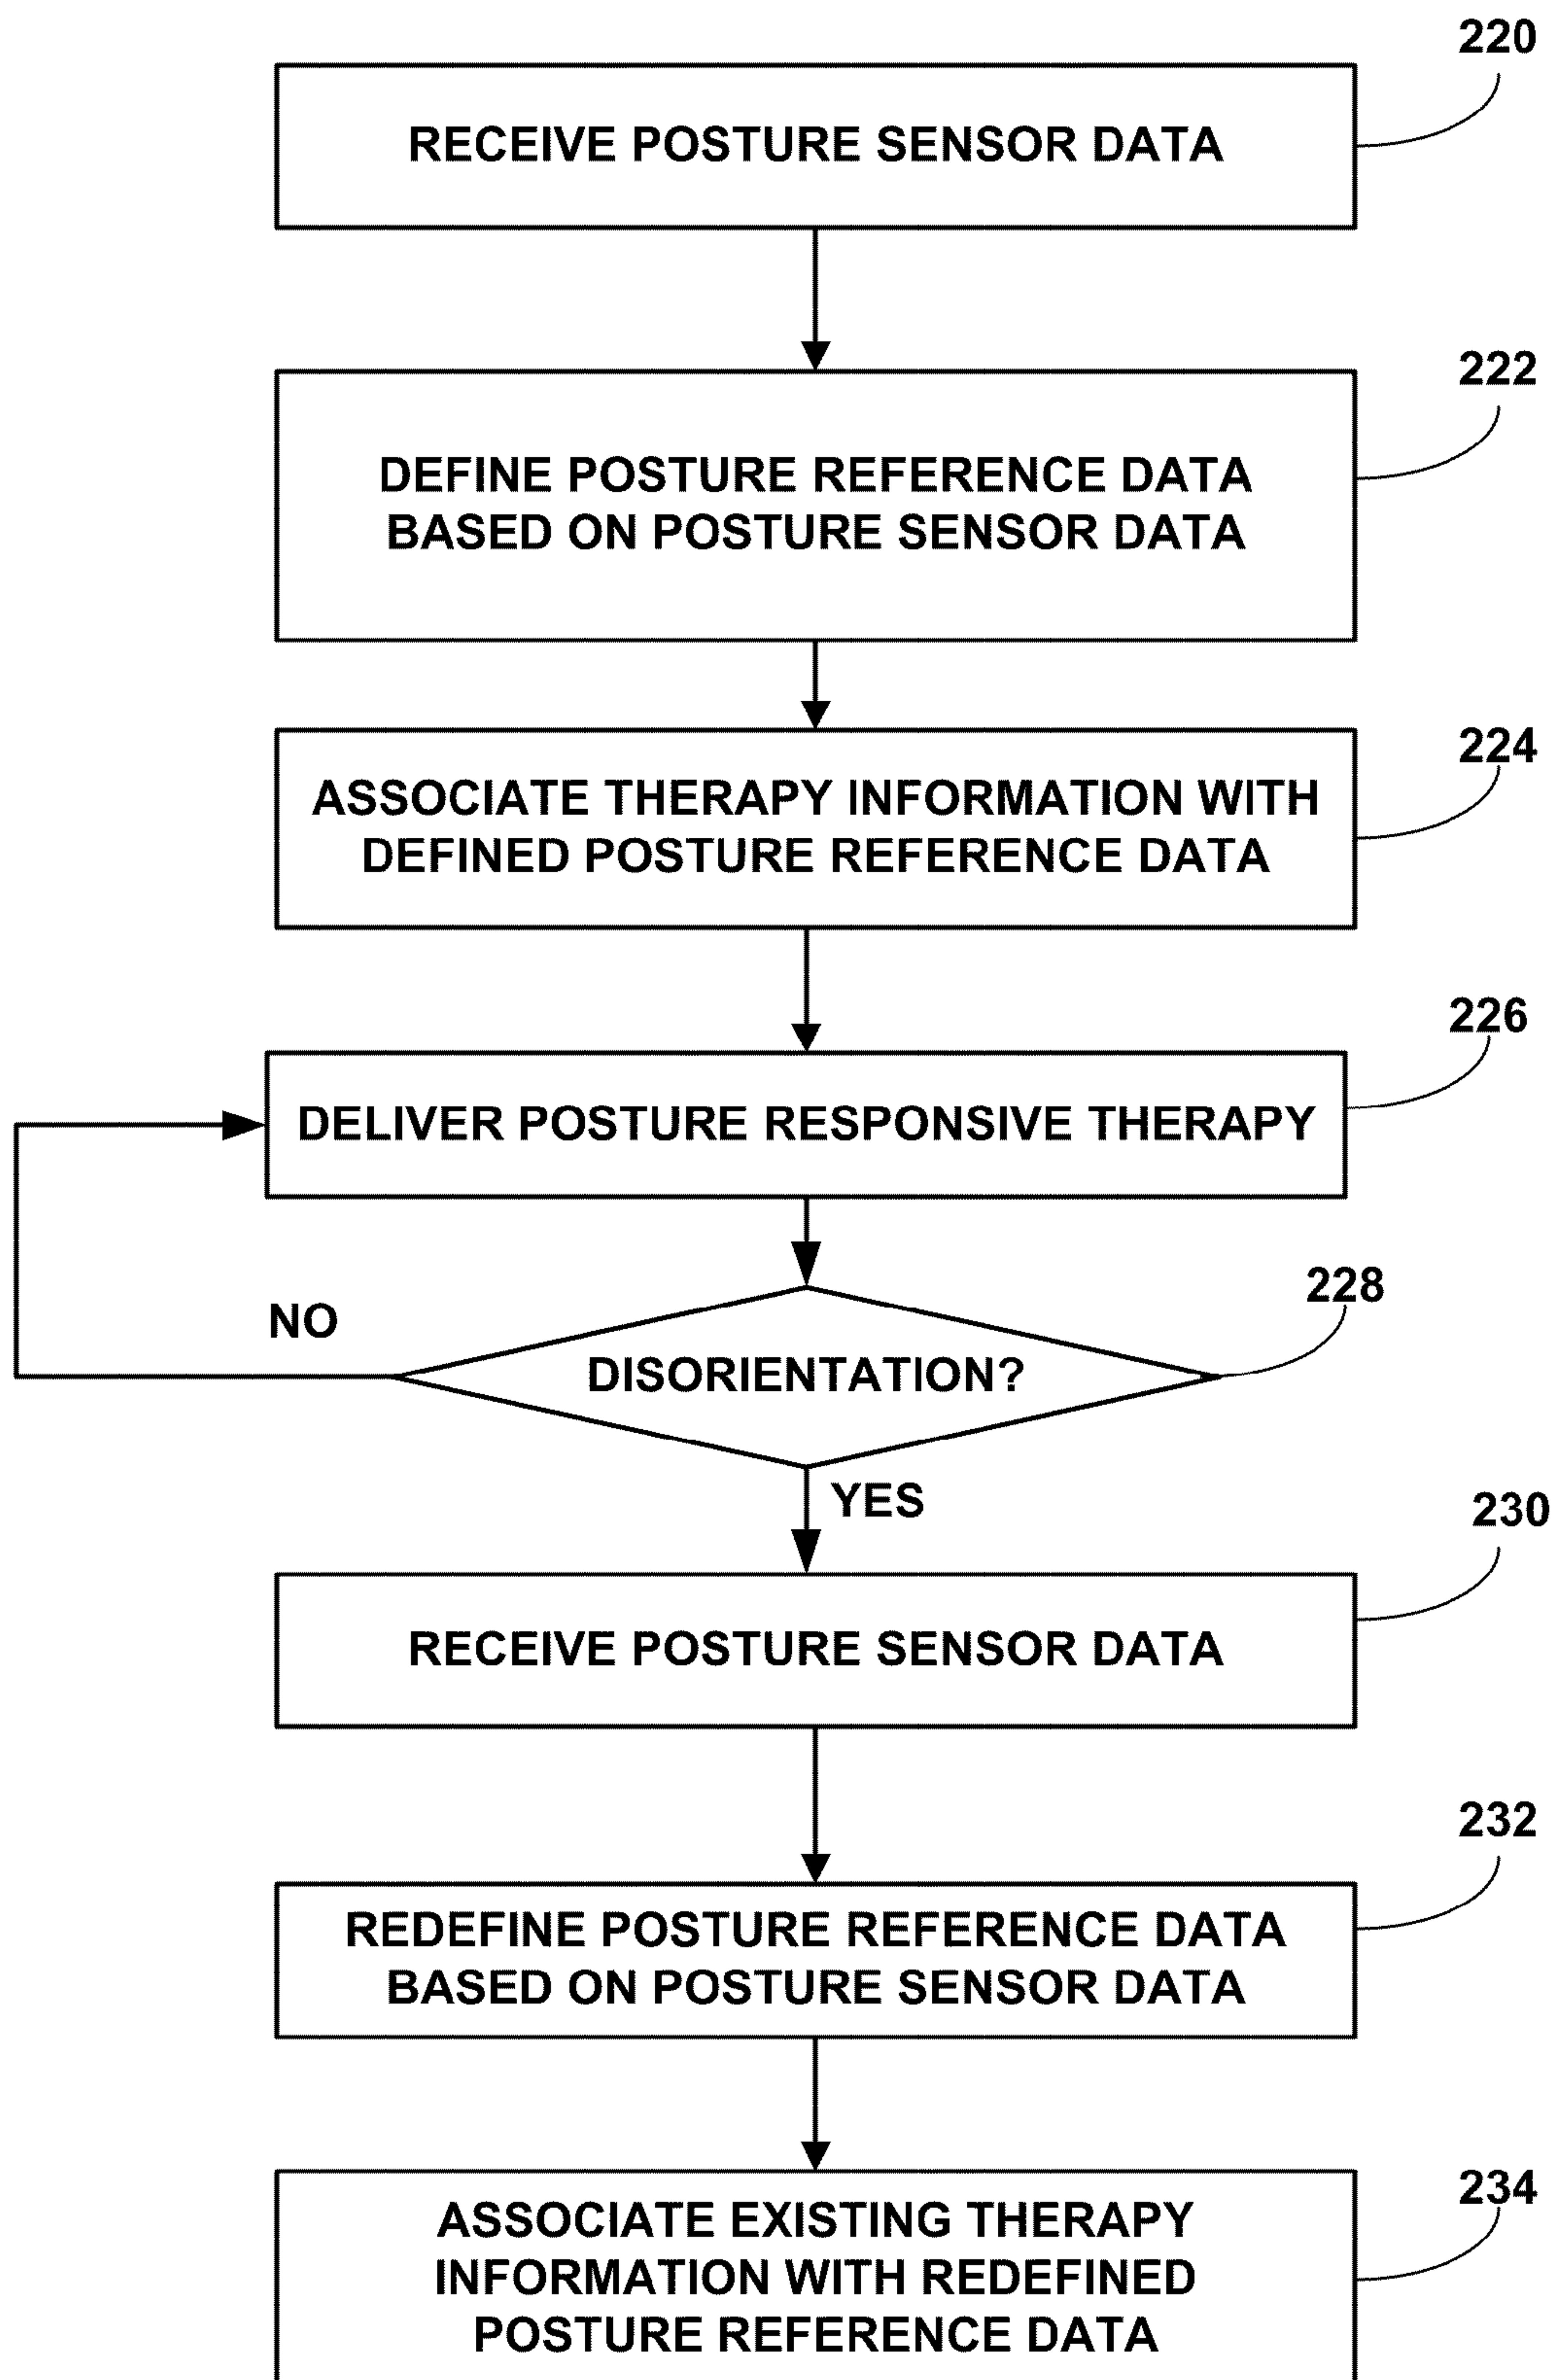 220
RECEIVE POSTURE SENSOR DATA
222
DEFINE POSTURE REFERENCE DATA
BASED ON POSTURE SENSOR DATA
224
ASSOCIATE THERAPY INFORMATION WITH
DEFINED POSTURE REFERENCE DATA
226
DELIVER POSTURE RESPONSIVE THERAPY
228
NO
DISORIENTATION?
YES
230
RECEIVE POSTURE SENSOR DATA
232
REDEFINE POSTURE REFERENCE DATA
BASED ON POSTURE SENSOR DATA
234
ASSOCIATE EXISTING THERAPY
INFORMATION WITH REDEFINED
POSTURE REFERENCE DATA